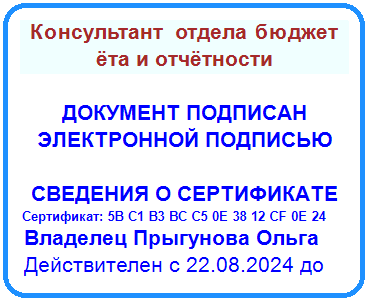 Консультант отдела бюджет
ёта и отчётности
ДОКУМЕНТ ПОДПИСАН
ЭЛЕКТРОННОЙ ПОДПИСЬЮ
СВЕДЕНИЯ О СЕРТИФИКАТЕ
Сертификат: 5B C1 B3 BC C5 0E 38 12 CF 0E 24
Владелец Прыгунова Ольга
Действителен с 22.08.2024 до